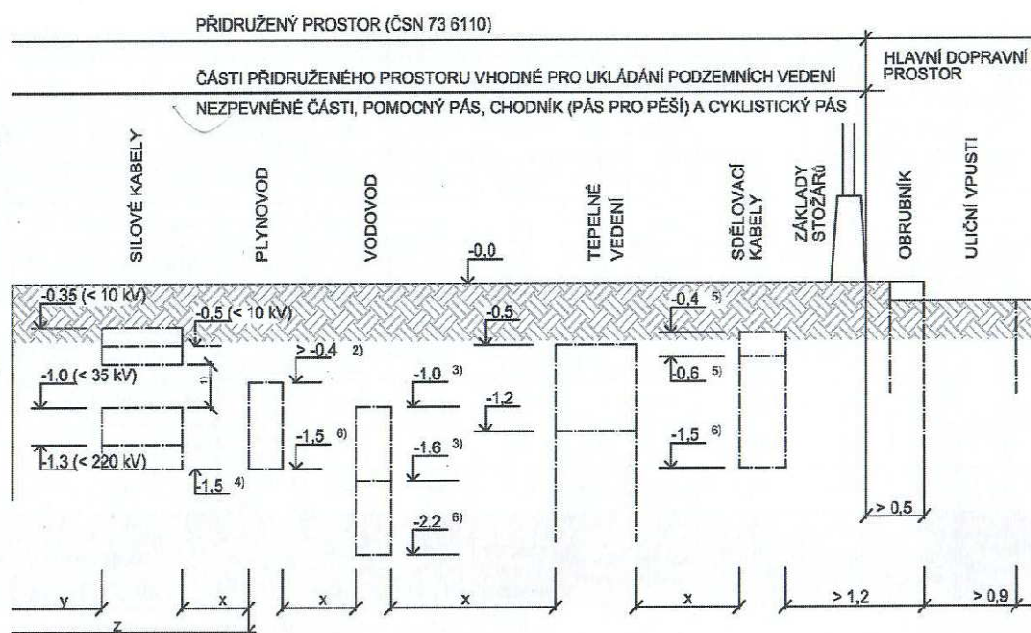 PŘIDRUŽENÝ PROSTOR (ČSN 73 6110)
HLAVNÍ DOPRAVNÍ
PROSTOR
ČÁSTI PŘIDRUŽENÉHO PROSTORU VHODNÉ PRO UKLÁDÁNÍ PODZEMNÍCH VEDENÍ
NEZPEVNĚNÉ ČÁSTI, POMOCNÝ PÁS, CHODNÍK (PÁS PRO PĚŠÍ) A CYKLISTICKÝ PÁS
SILOVÉ KABELY
PLYNOVOD
VODOVOD
TEPELNÉ
VEDENÍ
SDĚLOVACÍ
KABELY
ZÁKLADY
STOŽÁRŮ
OBRUBNÍK
ULIČNÍ VPUSTI
-0.0
-0.35 (< 10 kV)
-0.5 (< 10 kV)
-0.5
-0.4 5)
> -0.4 2)
-0.6 5)
1)
-1.0 (< 35 kV)
-1.0 3)
-1.2
-1.3 (< 220 kV)
-1.5 4)
-1,5 6)
-1.6 3)
-1,5 6)
-2.2 6)
> 0,5
y
x
x
x
x
> 1,2
> 0,9
z